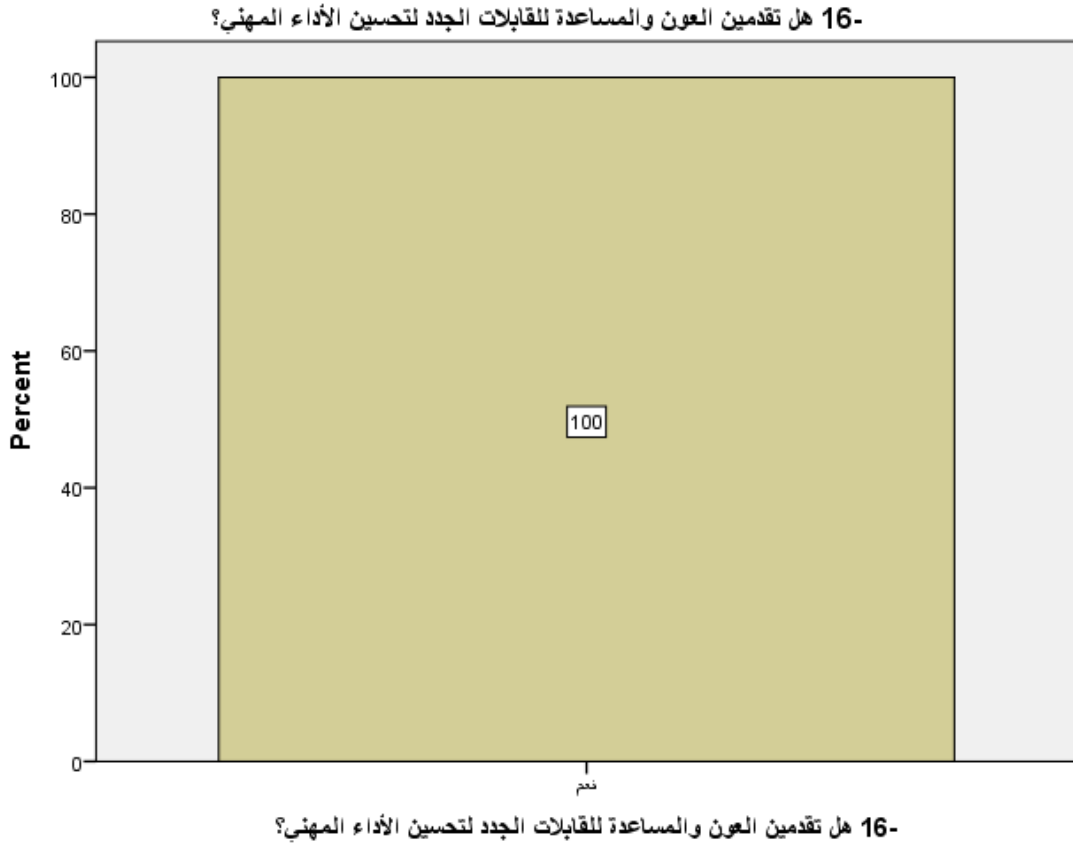 -16 هل تقدمين العون والمساعدة للقابلات الجدد لتحسين الأداء المهني؟
100
80
60
40
20
0
Percent
100
نعم
-16 هل تقدمين العون والمساعدة للقابلات الجدد لتحسين الأداء المهني؟